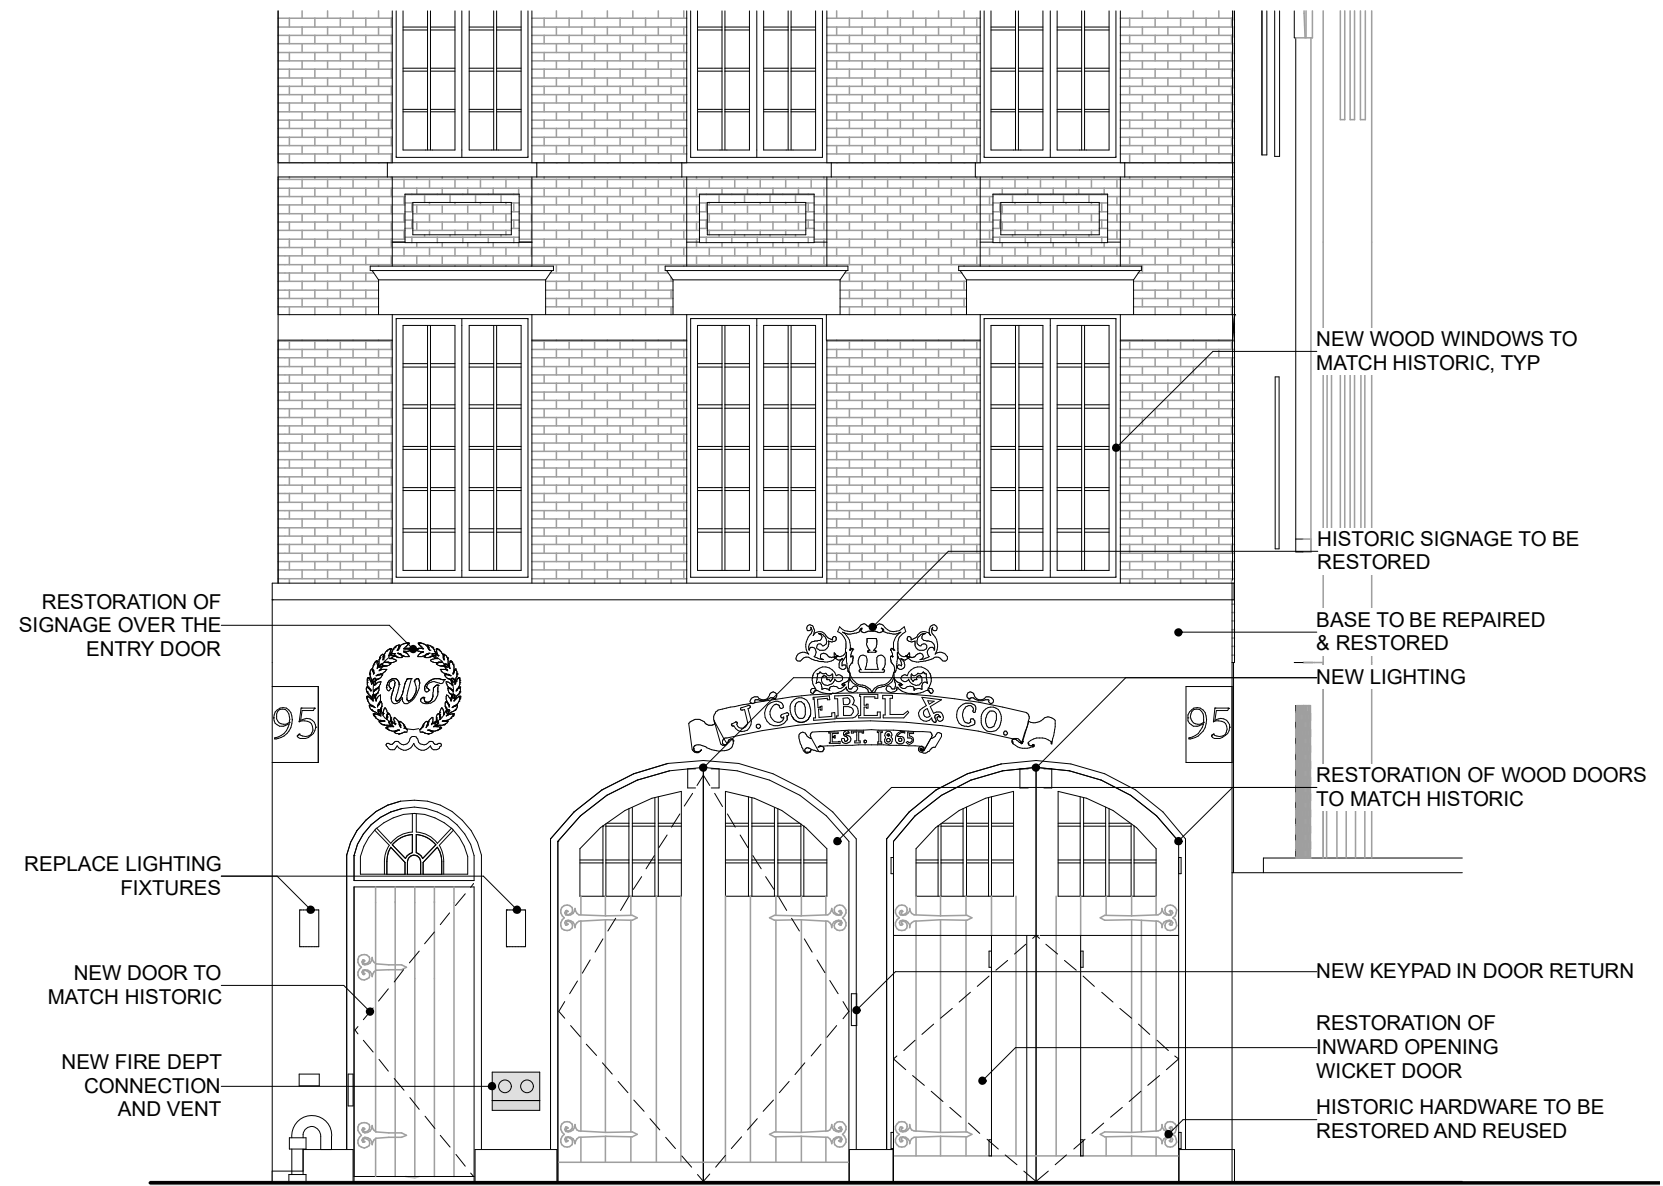 NEW WOOD WINDOWS TO
MATCH HISTORIC, TYP
HISTORIC SIGNAGE TO BE
RESTORED
RESTORATION OF
SIGNAGE OVER THE
ENTRY DOOR
BASE TO BE REPAIRED
& RESTORED
NEW LIGHTING
WT
95
J. GOEBEL & CO.
EST. 1865
95
RESTORATION OF WOOD DOORS
TO MATCH HISTORIC
REPLACE LIGHTING
FIXTURES
NEW DOOR TO
MATCH HISTORIC
NEW KEYPAD IN DOOR RETURN
NEW FIRE DEPT
CONNECTION
AND VENT
RESTORATION OF
INWARD OPENING
WICKET DOOR
HISTORIC HARDWARE TO BE
RESTORED AND REUSED